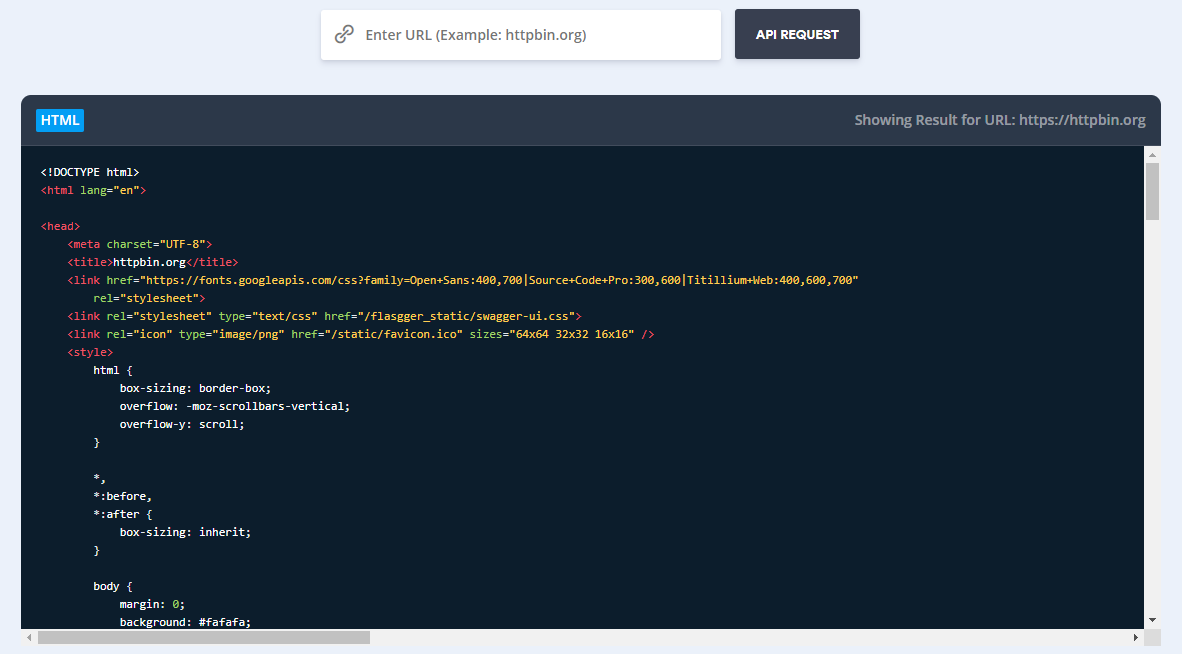 Enter URL (Example: httpbin.org)
API REQUEST
HTML
Showing Result for URL: https://httpbin.org
<!DOCTYPE html>
<html lang="en">
<head>
    <meta charset="UTF-8">
    <title>httpbin.org</title>
    <link href="https://fonts.googleapis.com/css?family=Open+Sans:400,700|Source+Code+Pro:300,600|Titillium+Web:400,600,700"
        rel="stylesheet">
    <link rel="stylesheet" type="text/css" href="/flasgger_static/swagger-ui.css">
    <link rel="icon" type="image/png" href="/static/favicon.ico" sizes="64x64 32x32 16x16" />
    <style>
        html {
            box-sizing: border-box;
            overflow: -moz-scrollbars-vertical;
            overflow-y: scroll;
        }
        *,
        *:before,
        *:after {
            box-sizing: inherit;
        }
        body {
            margin: 0;
            background: #fafafa;